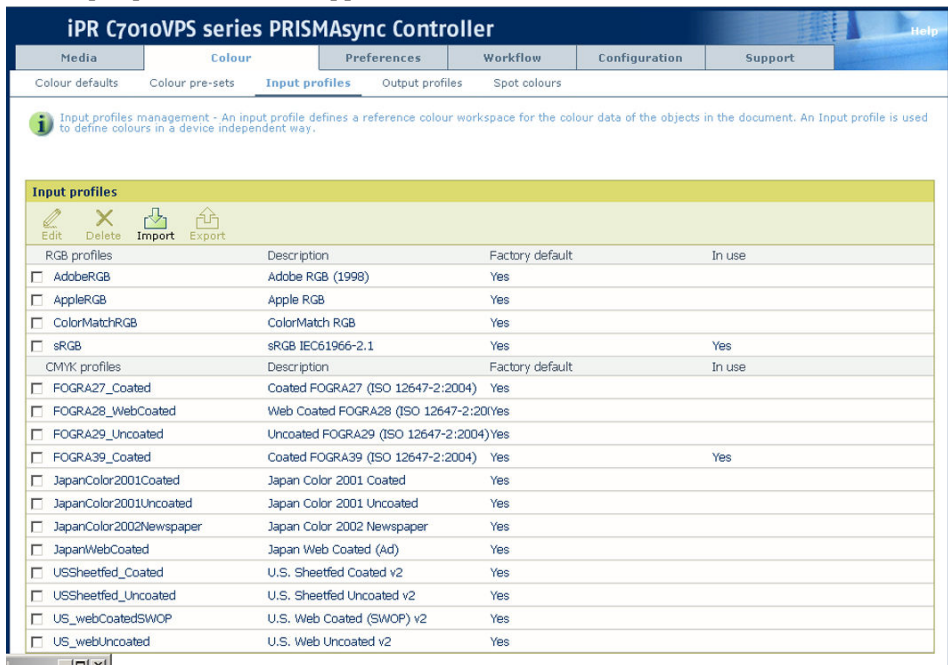 iPR C7010VPS series PRISMAsync Controller
Help
Media Colour Preferences Workflow Configuration Support
Colour defaults Colour pre-sets Input profiles Output profiles Spot colours
Input profiles management - An input profile defines a reference colour workspace for the colour data of the objects in the document. An Input profile is used
to define colours in a device independent way.
Input profiles
Edit Delete Import Export
RGB profiles Description Factory default In use
AdobeRGB Adobe RGB (1998) Yes
AppleRGB Apple RGB Yes
ColorMatchRGB ColorMatch RGB Yes
sRGB sRGB IEC61966-2.1 Yes Yes
CMYK profiles Description Factory default In use
FOGRA27_Coated Coated FOGRA27 (ISO 12647-2:2004) Yes
FOGRA28_WebCoated Web Coated FOGRA28 (ISO 12647-2:20(Yes
FOGRA29_Uncoated Uncoated FOGRA29 (ISO 12647-2:2004) Yes
FOGRA39_Coated Coated FOGRA39 (ISO 12647-2:2004) Yes Yes
JapanColor2001Coated Japan Color 2001 Coated Yes
JapanColor2001Uncoated Japan Color 2001 Uncoated Yes
JapanColor2002Newspaper Japan Color 2002 Newspaper Yes
JapanWebCoated Japan Web Coated (Ad) Yes
USSheetfed_Coated U.S. Sheetfed Coated v2 Yes
USSheetfed_Uncoated U.S. Sheetfed Uncoated v2 Yes
US_webCoatedSWOP U.S. Web Coated (SWOP) v2 Yes
US_webUncoated U.S. Web Uncoated v2 Yes